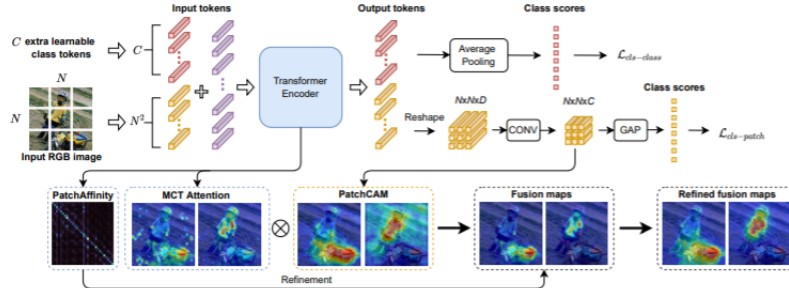 Input tokens
Output tokens
Class scores
C extra learnable
class tokens
C
Average
Pooling
ℒcls−class
N
N
N²
Input RGB image
Transformer
Encoder
Reshape
NxNxD
CONV
NxNxC
GAP
Class scores
ℒcls−patch
PatchAffinity
MCT Attention
PatchCAM
Fusion maps
Refined fusion maps
Refinement